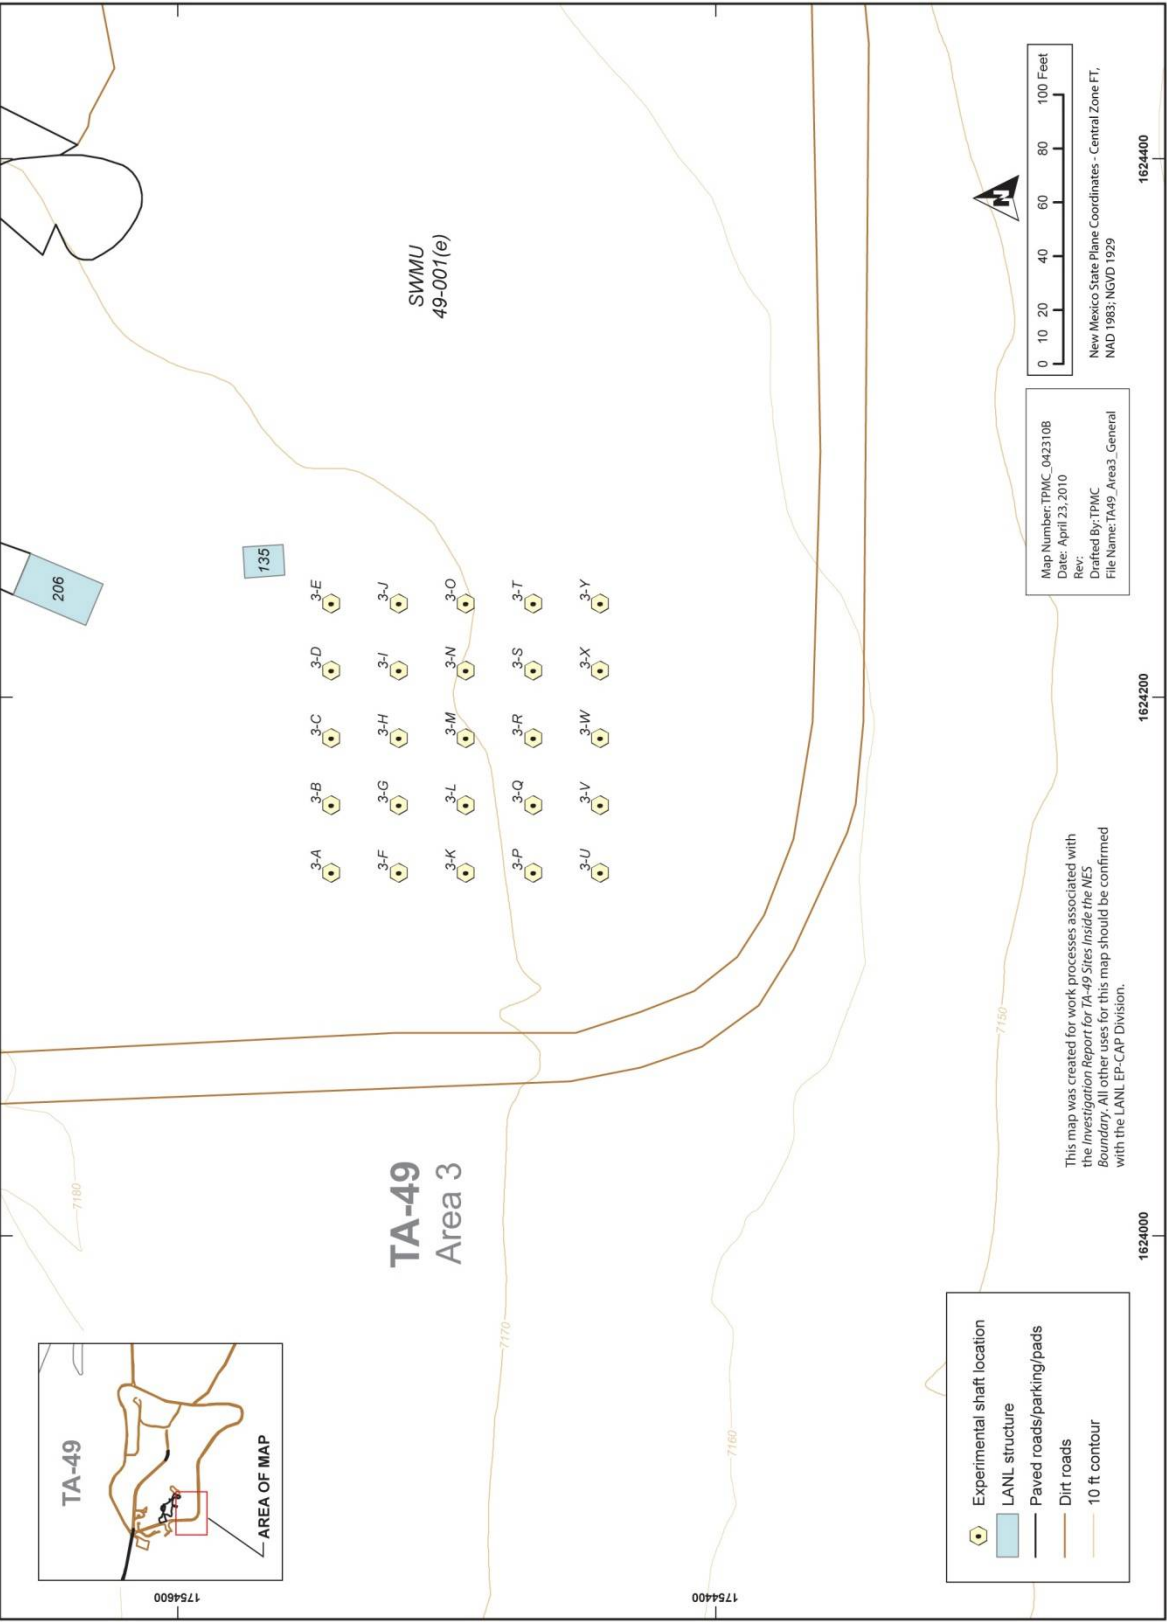 TA-49
AREA OF MAP
206
135
SWMU
49-001(e)
3-A
3-B
3-C
3-D
3-E
3-F
3-G
3-H
3-I
3-J
3-K
3-L
3-M
3-N
3-O
3-P
3-Q
3-R
3-S
3-T
3-U
3-V
3-W
3-X
3-Y
TA-49
Area 3
7180
7170
7160
7150
1754600
1754400
1624000
1624200
1624400
Experimental shaft location
LANL structure
Paved roads/parking/pads
Dirt roads
10 ft contour
This map was created for work processes associated with
the Investigation Report for TA-49 Sites Inside the NES
Boundary. All other uses for this map should be confirmed
with the LANL EP-CAP Division.
Map Number: TPMC_042310B
Date: April 23, 2010
Rev:
Drafted By: TPMC
File Name: TA49_Area3_General
N
0 10 20 40 60 80 100 Feet
New Mexico State Plane Coordinates - Central Zone FT,
NAD 1983; NGVD 1929